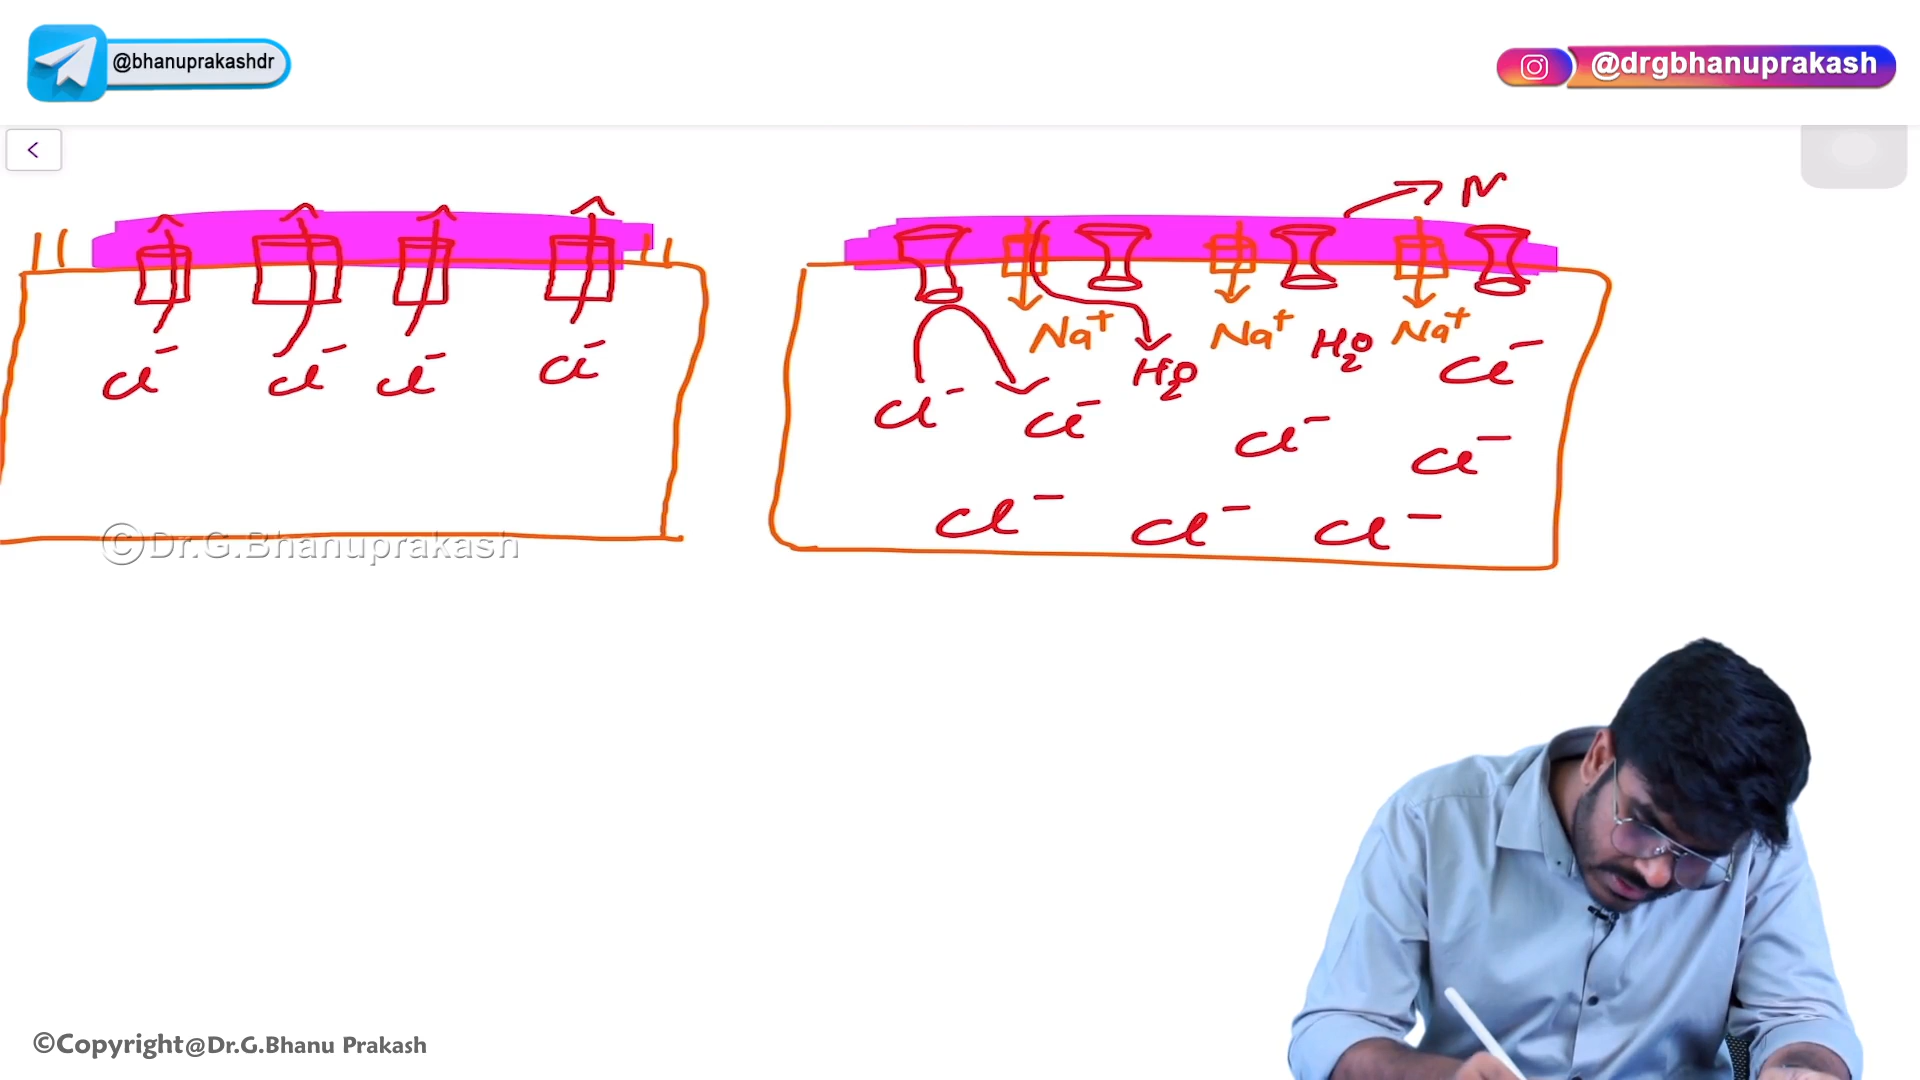 @bhanuprakashdr
@drgbhanuprakash
N
Cl⁻ Cl⁻ Cl⁻ Cl⁻
Na⁺ H₂O Na⁺ H₂O Na⁺
Cl⁻ Cl⁻ Cl⁻ Cl⁻
Cl⁻
Cl⁻ Cl⁻ Cl⁻
©Dr.G.Bhanuprakash
©Copyright@Dr.G.Bhanu Prakash